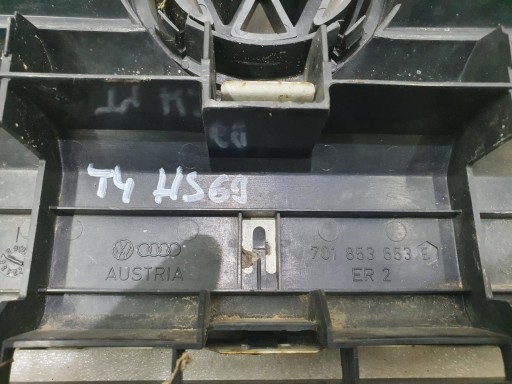 T4 HS69
701 853 653 E
AUSTRIA
ER 2